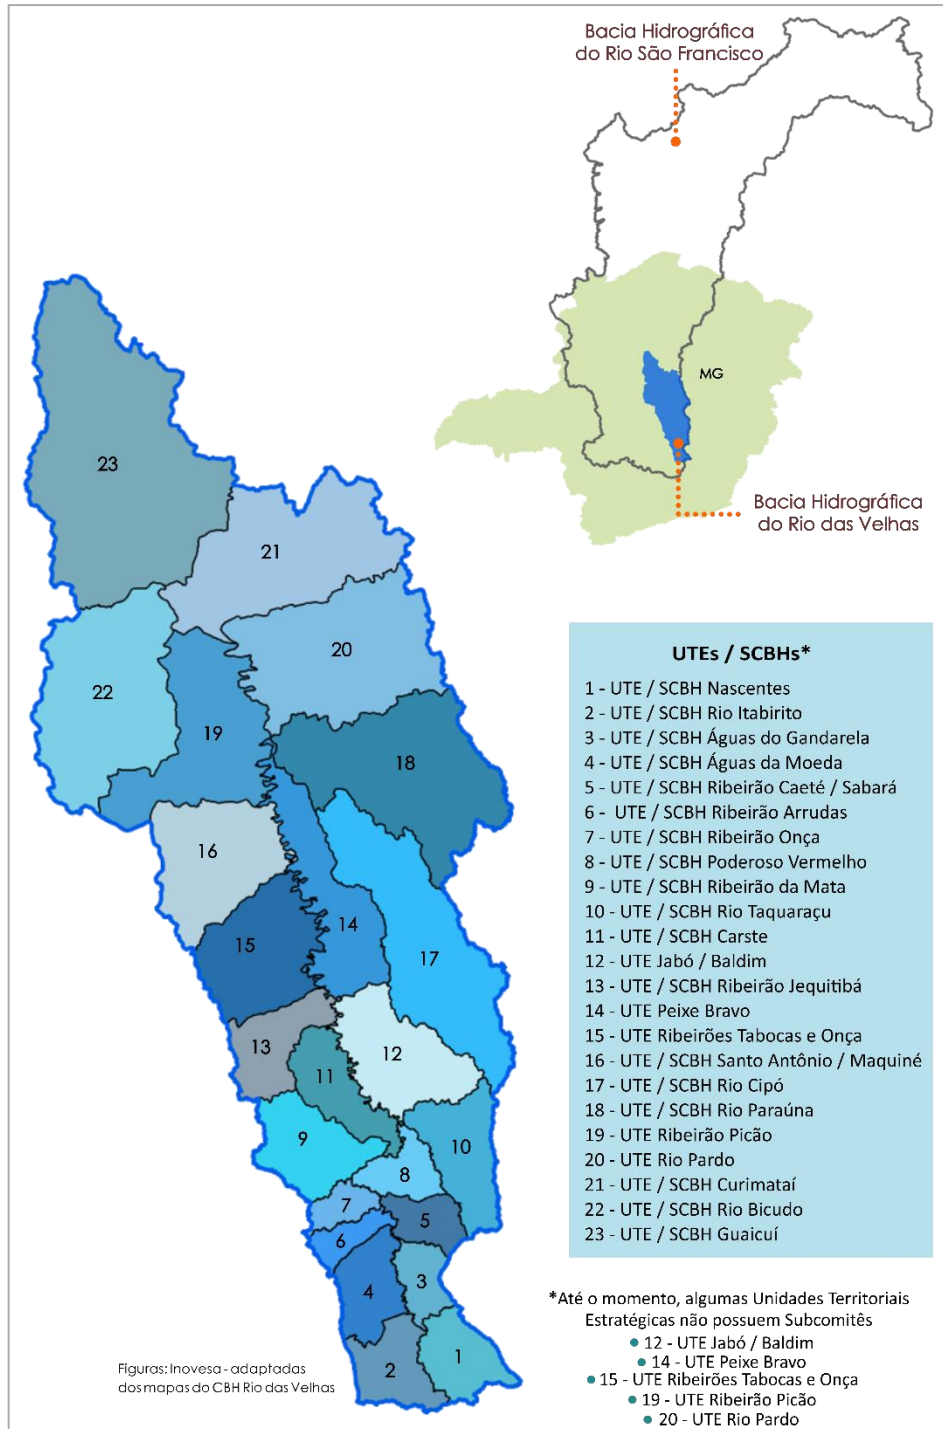 Bacia Hidrográfica
do Rio São Francisco
MG
Bacia Hidrográfica
do Rio das Velhas
23
21
20
22
19
18
16
14
15
17
13
12
11
9
10
8
7
5
6
3
4
1
2
UTEs / SCBHs*
1 - UTE / SCBH Nascentes
2 - UTE / SCBH Rio Itabirito
3 - UTE / SCBH Águas do Gandarela
4 - UTE / SCBH Águas da Moeda
5 - UTE / SCBH Ribeirão Caeté / Sabará
6 - UTE / SCBH Ribeirão Arrudas
7 - UTE / SCBH Ribeirão Onça
8 - UTE / SCBH Poderoso Vermelho
9 - UTE / SCBH Ribeirão da Mata
10 - UTE / SCBH Rio Taquaraçu
11 - UTE / SCBH Carste
12 - UTE Jabó / Baldim
13 - UTE / SCBH Ribeirão Jequitibá
14 - UTE Peixe Bravo
15 - UTE Ribeirões Tabocas e Onça
16 - UTE / SCBH Santo Antônio / Maquiné
17 - UTE / SCBH Rio Cipó
18 - UTE / SCBH Rio Paraúna
19 - UTE Ribeirão Picão
20 - UTE Rio Pardo
21 - UTE / SCBH Curimataí
22 - UTE / SCBH Rio Bicudo
23 - UTE / SCBH Guaicuí
*Até o momento, algumas Unidades Territoriais
Estratégicas não possuem Subcomitês
12 - UTE Jabó / Baldim
14 - UTE Peixe Bravo
15 - UTE Ribeirões Tabocas e Onça
19 - UTE Ribeirão Picão
20 - UTE Rio Pardo
Figuras: Inovesa - adaptadas
dos mapas do CBH Rio das Velhas